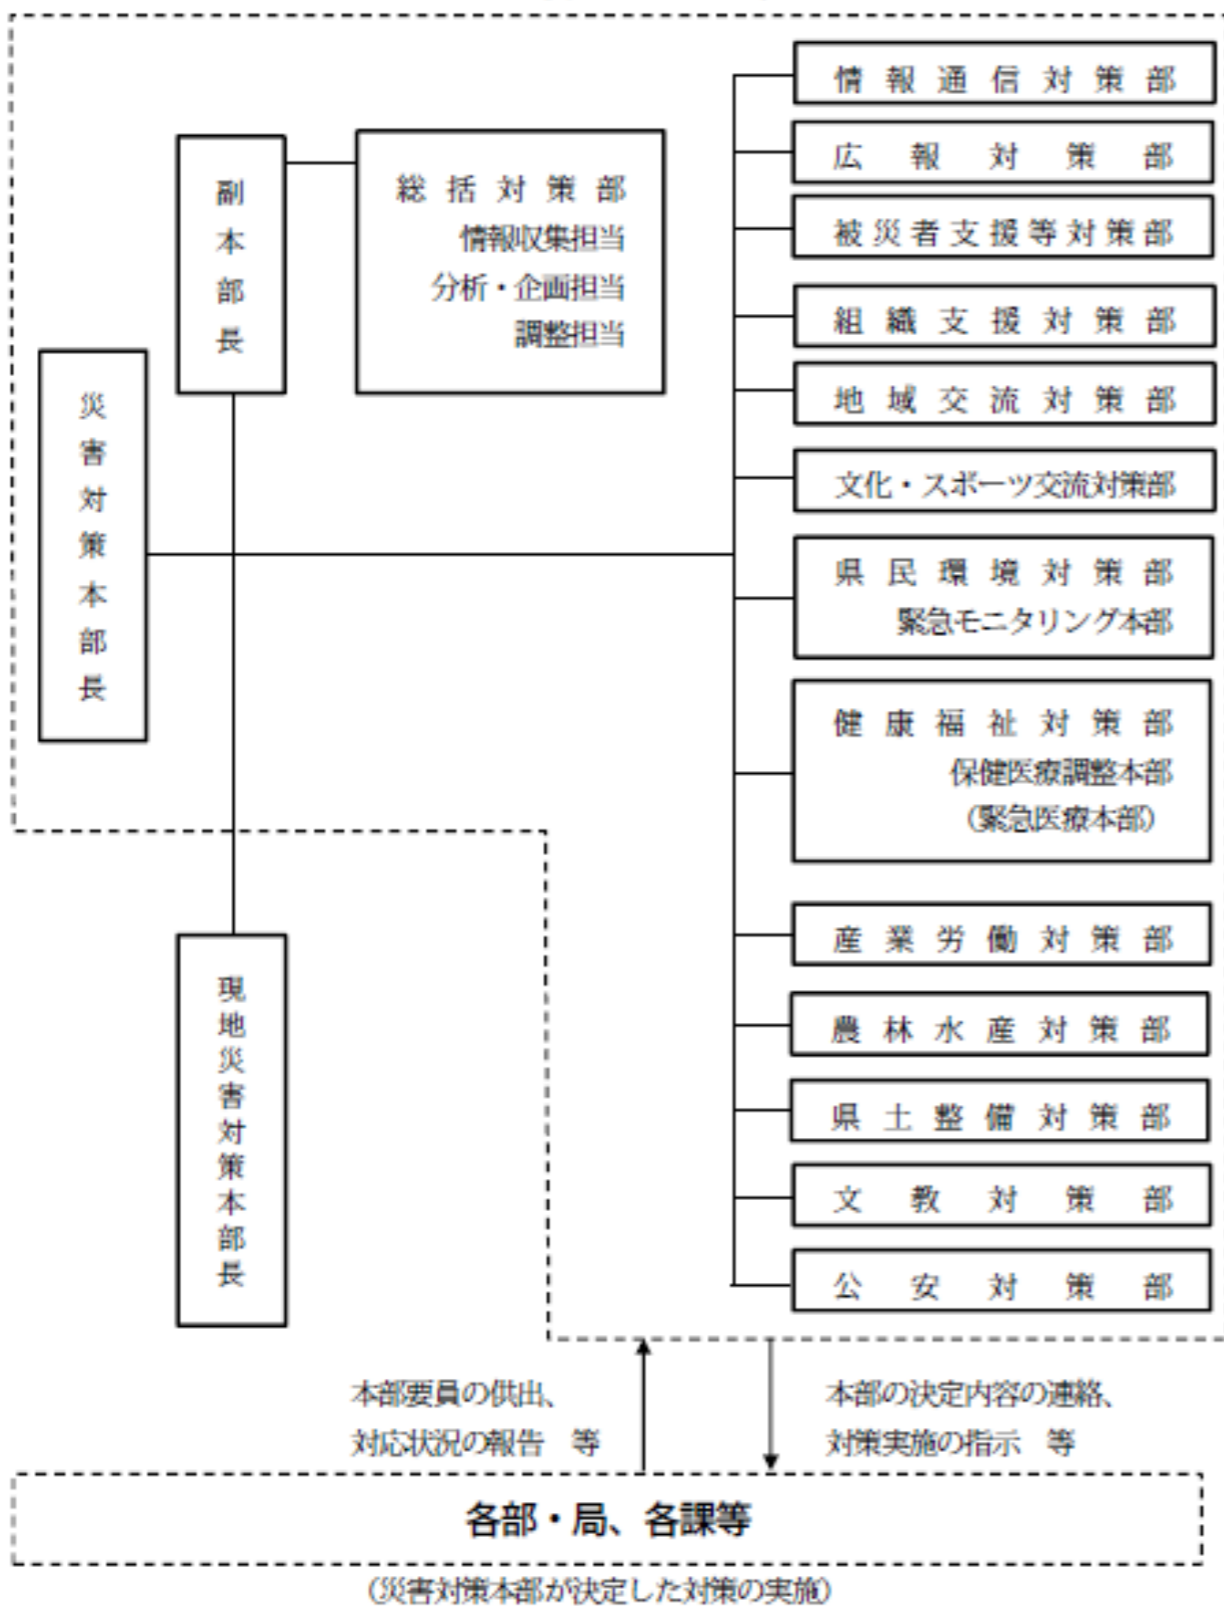 災害対策本部長
副本部長
総括対策部
情報収集担当
分析・企画担当
調整担当
現地災害対策本部長
情報通信対策部
広報対策部
被災者支援等対策部
組織支援対策部
地域交流対策部
文化・スポーツ交流対策部
県民環境対策部
緊急モニタリング本部
健康福祉対策部
保健医療調整本部
（緊急医療本部）
産業労働対策部
農林水産対策部
県土整備対策部
文教対策部
公安対策部
本部要員の供出、
対応状況の報告　等
本部の決定内容の連絡、
対策実施の指示　等
各部・局、各課等
（災害対策本部が決定した対策の実施）